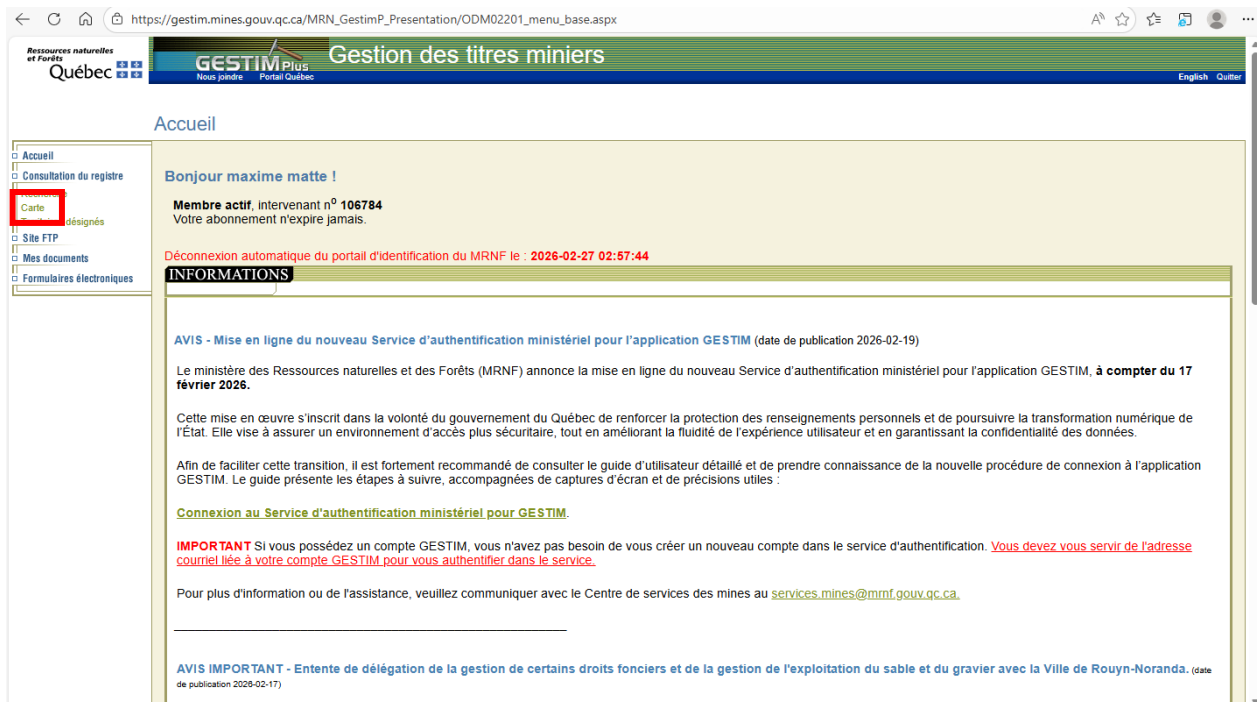 https://gestim.mines.gouv.qc.ca/MRN_GestimP_Presentation/ODM02201_menu_base.aspx
Ressources naturelles
et Forêts
Québec
GESTIM Plus
Gestion des titres miniers
Nous joindre Portail Québec
English Quitter
Accueil
Accueil
Consultation du registre
Carte
désignés
Site FTP
Mes documents
Formulaires électroniques
Bonjour maxime matte !
Membre actif, intervenant nº 106784
Votre abonnement n'expire jamais.
Déconnexion automatique du portail d'identification du MRNF le : 2026-02-27 02:57:44
INFORMATIONS
AVIS - Mise en ligne du nouveau Service d'authentification ministériel pour l'application GESTIM (date de publication 2026-02-19)
Le ministère des Ressources naturelles et des Forêts (MRNF) annonce la mise en ligne du nouveau Service d'authentification ministériel pour l'application GESTIM, à compter du 17
février 2026.
Cette mise en œuvre s'inscrit dans la volonté du gouvernement du Québec de renforcer la protection des renseignements personnels et de poursuivre la transformation numérique de
l'État. Elle vise à assurer un environnement d'accès plus sécuritaire, tout en améliorant la fluidité de l'expérience utilisateur et en garantissant la confidentialité des données.
Afin de faciliter cette transition, il est fortement recommandé de consulter le guide d'utilisateur détaillé et de prendre connaissance de la nouvelle procédure de connexion à l'application
GESTIM. Le guide présente les étapes à suivre, accompagnées de captures d'écran et de précisions utiles :
Connexion au Service d'authentification ministériel pour GESTIM.
IMPORTANT Si vous possédez un compte GESTIM, vous n'avez pas besoin de vous créer un nouveau compte dans le service d'authentification. Vous devez vous servir de l'adresse
courriel liée à votre compte GESTIM pour vous authentifier dans le service.
Pour plus d'information ou de l'assistance, veuillez communiquer avec le Centre de services des mines au services.mines@mrnf.gouv.qc.ca.
AVIS IMPORTANT - Entente de délégation de la gestion de certains droits fonciers et de la gestion de l'exploitation du sable et du gravier avec la Ville de Rouyn-Noranda. (date
de publication 2026-02-17)